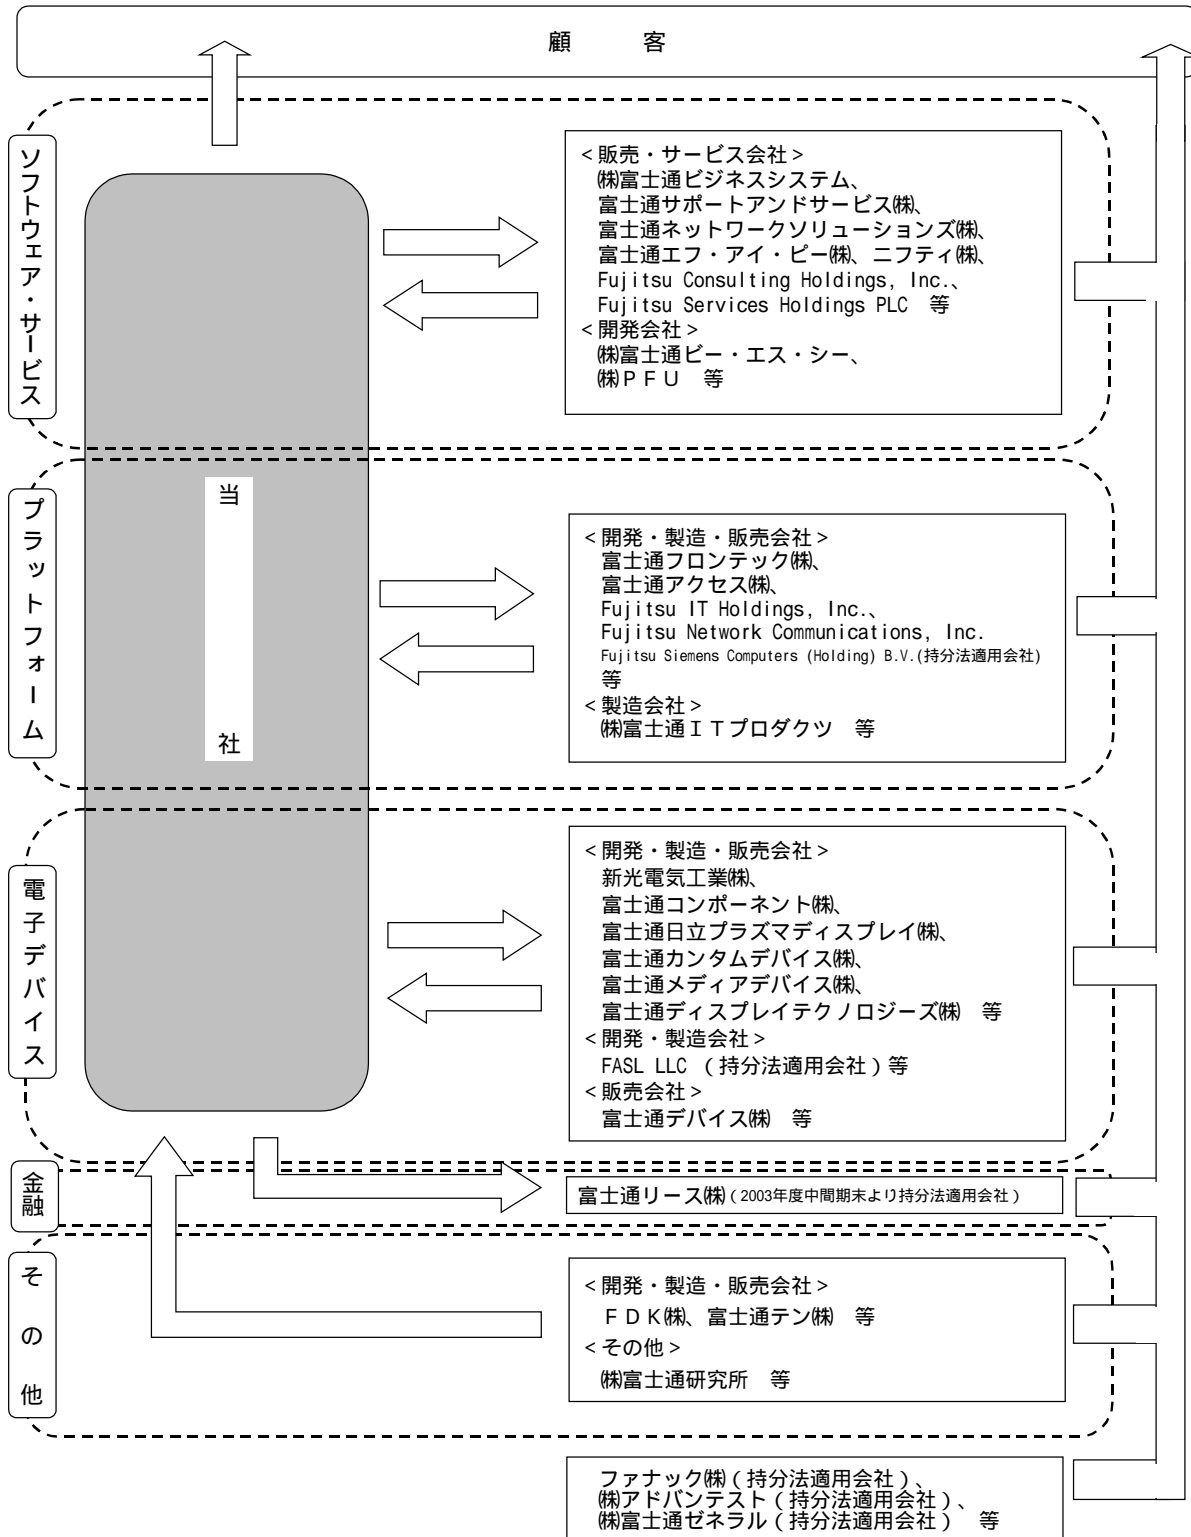 顧　客
ソフトウェア・サービス
＜販売・サービス会社＞
㈱富士通ビジネスシステム、
富士通サポートアンドサービス㈱、
富士通ネットワークソリューションズ㈱、
富士通エフ・アイ・ピー㈱、ニフティ㈱、
Fujitsu Consulting Holdings, Inc.、
Fujitsu Services Holdings PLC　等
＜開発会社＞
㈱富士通ビー・エス・シー、
㈱ＰＦＵ　等
プラットフォーム
当
社
＜開発・製造・販売会社＞
富士通フロンテック㈱、
富士通アクセス㈱、
Fujitsu IT Holdings, Inc.、
Fujitsu Network Communications, Inc.
Fujitsu Siemens Computers (Holding) B.V.(持分法適用会社)
等
＜製造会社＞
㈱富士通ＩＴプロダクツ　等
電子デバイス
＜開発・製造・販売会社＞
新光電気工業㈱、
富士通コンポーネント㈱、
富士通日立プラズマディスプレイ㈱、
富士通カンタムデバイス㈱、
富士通メディアデバイス㈱、
富士通ディスプレイテクノロジーズ㈱　等
＜開発・製造会社＞
FASL LLC （持分法適用会社）等
＜販売会社＞
富士通デバイス㈱　等
金融
富士通リース㈱（2003年度中間期末より持分法適用会社）
その他
＜開発・製造・販売会社＞
ＦＤＫ㈱、富士通テン㈱　等
＜その他＞
㈱富士通研究所　等
ファナック㈱（持分法適用会社）、
㈱アドバンテスト（持分法適用会社）、
㈱富士通ゼネラル（持分法適用会社）　等